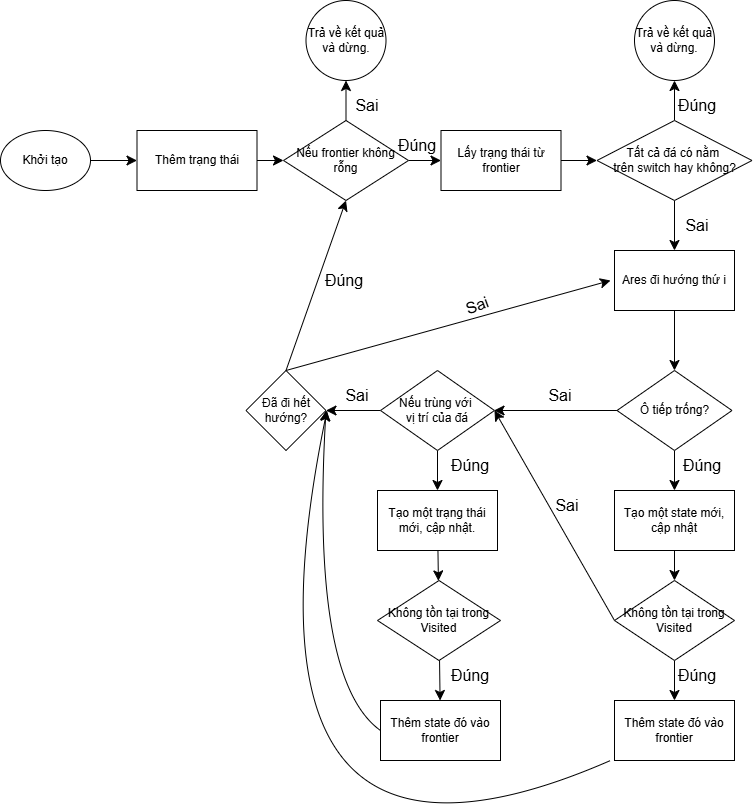 Trả về kết quả
và dừng.
Trả về kết quả
và dừng.
Sai
Đúng
Khởi tạo
Thêm trạng thái
Nếu frontier không
rỗng
Đúng
Lấy trạng thái từ
frontier
Tất cả đá có nằm
trên switch hay không?
Sai
Đúng
Sai
Ares đi hướng thứ i
Đã đi hết
hướng?
Sai
Nếu trùng với
vị trí của đá
Sai
Ô tiếp trống?
Đúng
Đúng
Tạo một trạng thái
mới, cập nhật.
Sai
Tạo một state mới,
cập nhật
Không tồn tại trong
Visited
Không tồn tại trong
Visited
Đúng
Đúng
Thêm state đó vào
frontier
Thêm state đó vào
frontier